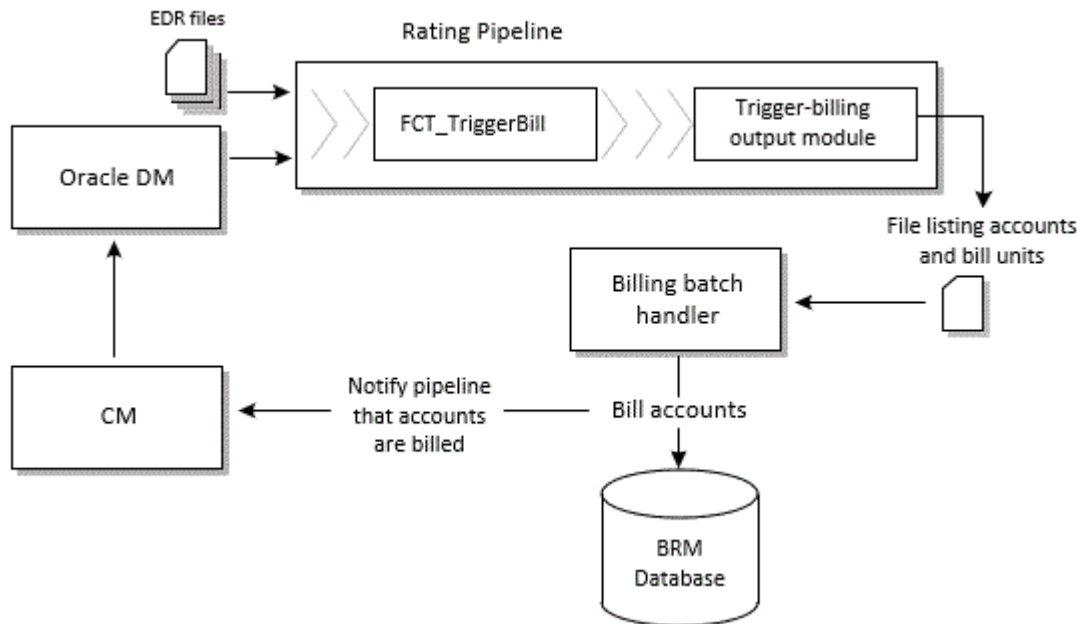 EDR files
Rating Pipeline
FCT_TriggerBill
Trigger-billing
output module
Oracle DM
File listing accounts
and bill units
Billing batch
handler
CM
Notify pipeline
that accounts
are billed
Bill accounts
BRM
Database